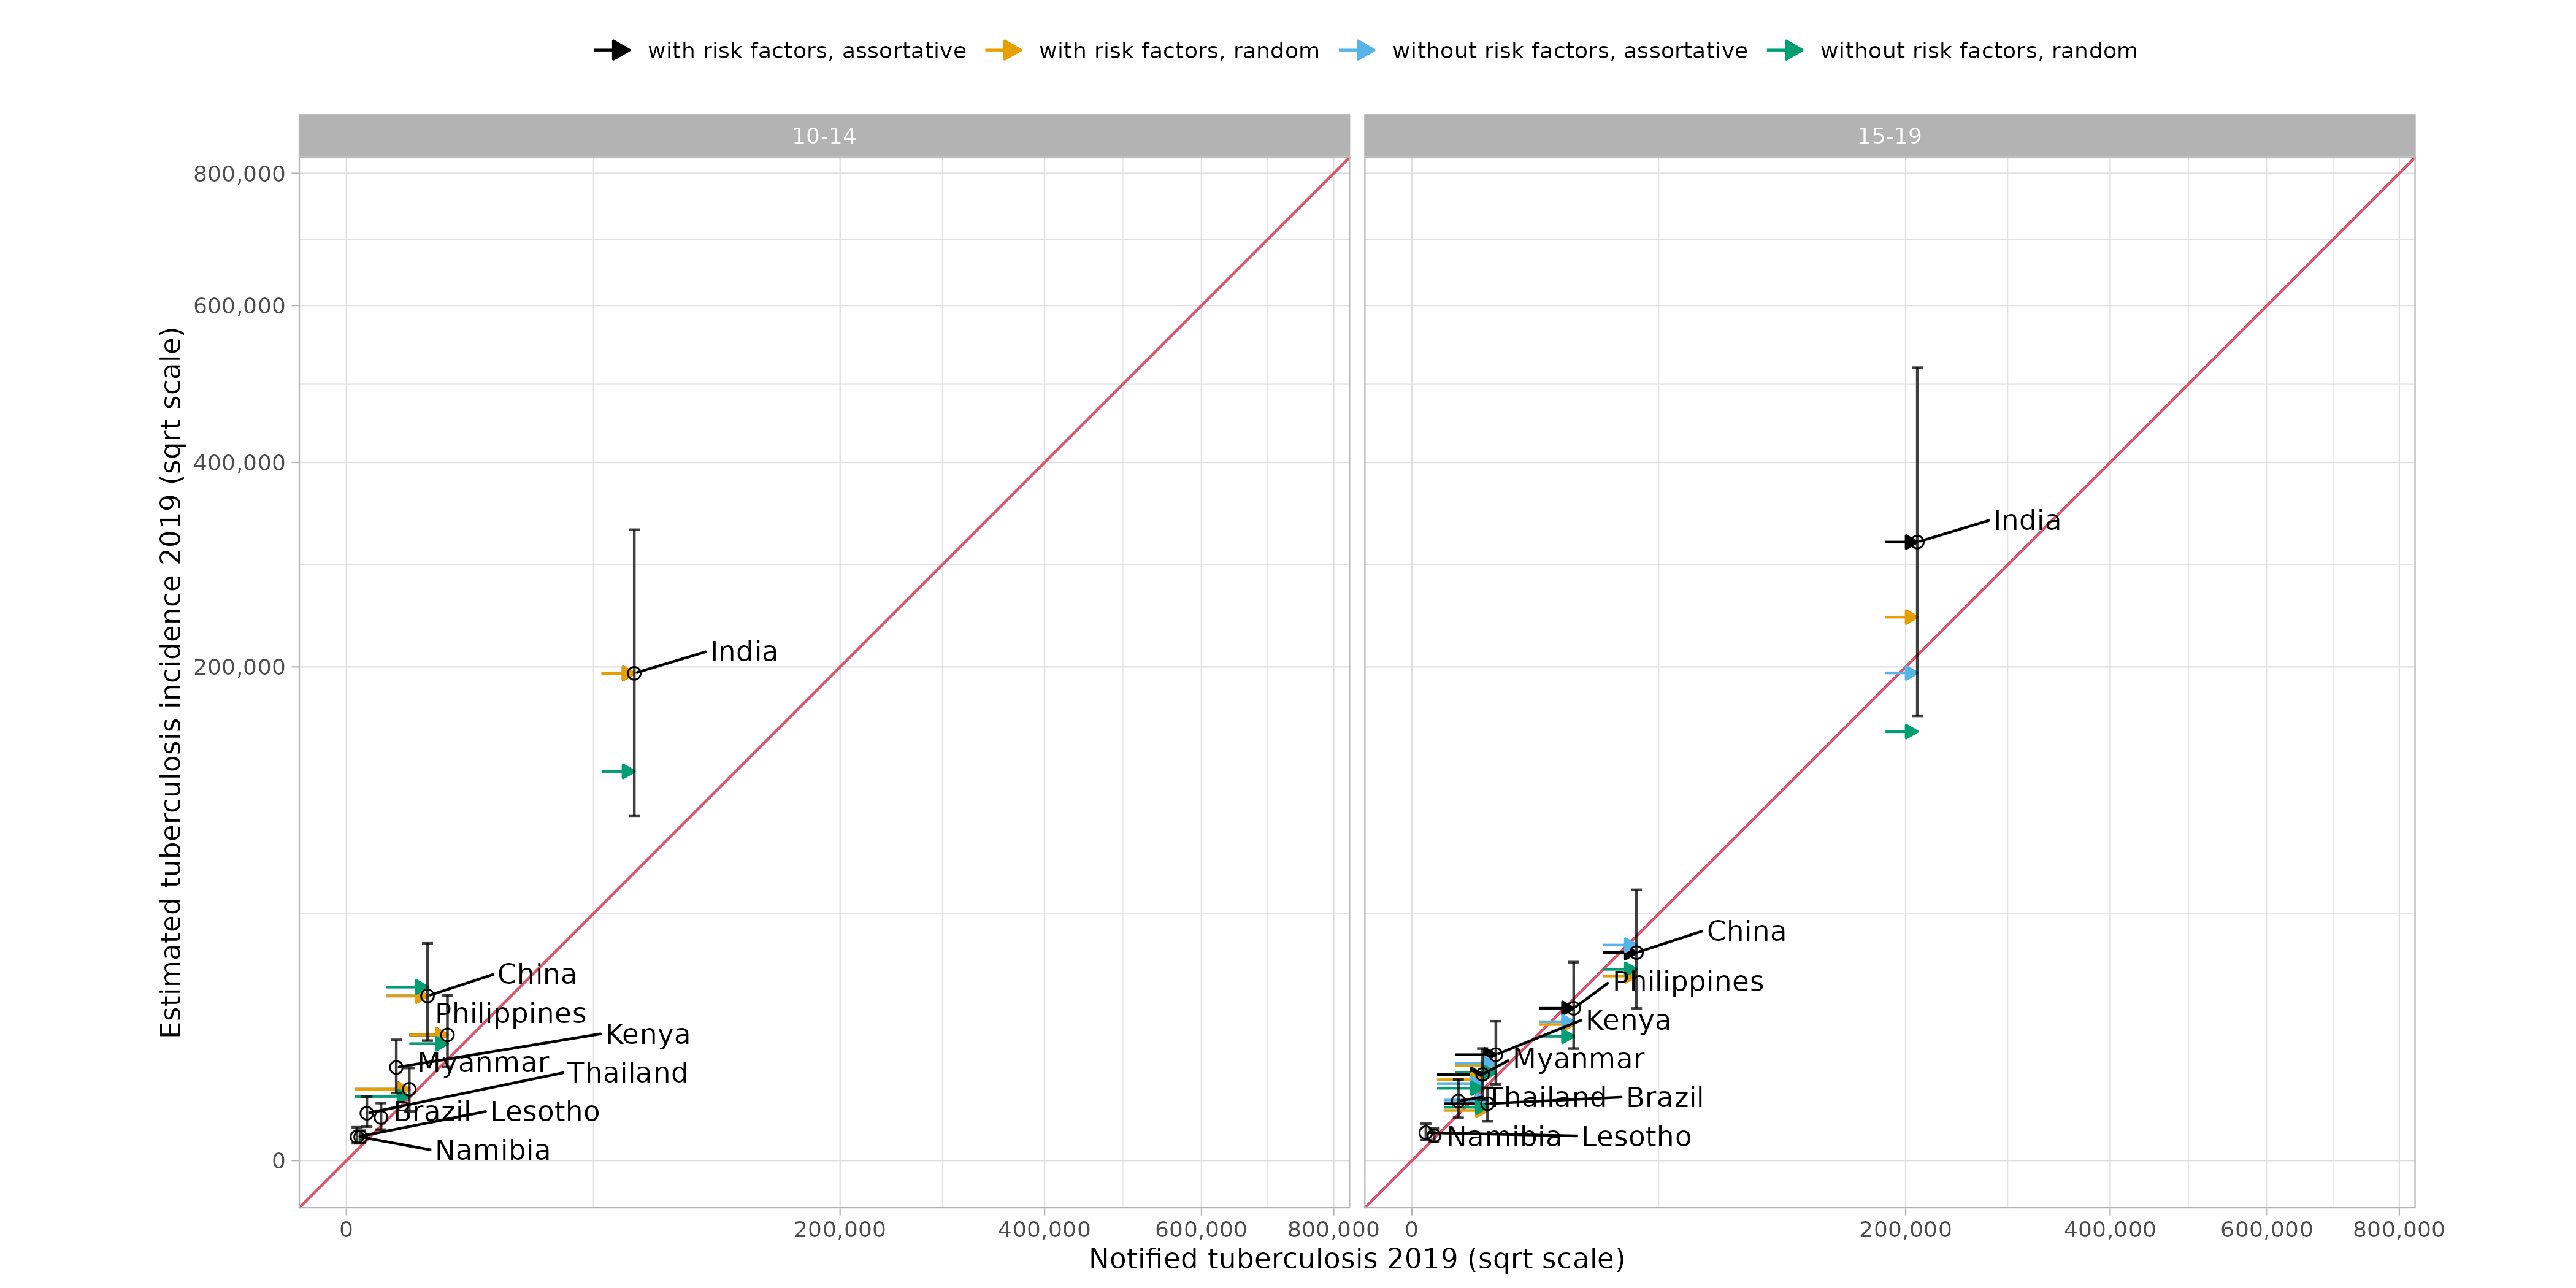 with risk factors, assortative with risk factors, random without risk factors, assortative without risk factors, random
10-14 15-19
Estimated tuberculosis incidence 2019 (sqrt scale)
800,000
600,000
400,000
200,000
0
India
China
Philippines
Kenya
Myanmar
Thailand
Brazil
Lesotho
Namibia
India
China
Philippines
Kenya
Myanmar
Thailand
Brazil
Namibia
Lesotho
0 200,000 400,000 600,000 800,000 0 200,000 400,000 600,000 800,000
Notified tuberculosis 2019 (sqrt scale)